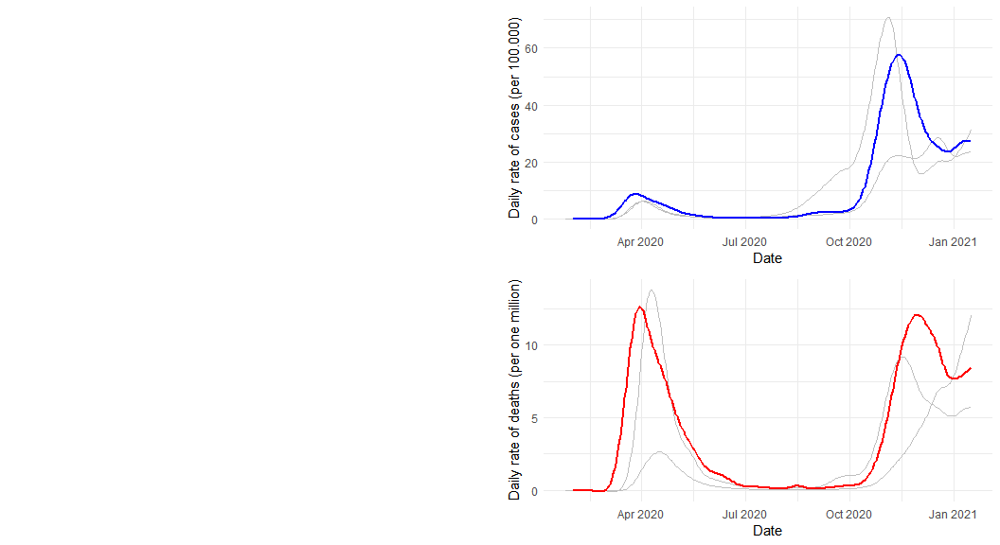 Daily rate of cases (per 100.000)
60
40
20
0
Apr 2020 Jul 2020 Oct 2020 Jan 2021
Date
Daily rate of deaths (per one million)
10
5
0
Apr 2020 Jul 2020 Oct 2020 Jan 2021
Date